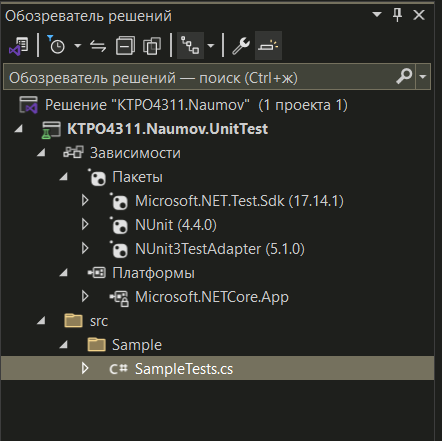 Обозреватель решений
Обозреватель решений — поиск (Ctrl+ж)
Решение "KTPO4311.Naumov" (1 проекта 1)
KTPO4311.Naumov.UnitTest
Зависимости
Пакеты
Microsoft.NET.Test.Sdk (17.14.1)
NUnit (4.4.0)
NUnit3TestAdapter (5.1.0)
Платформы
Microsoft.NETCore.App
src
Sample
C# SampleTests.cs